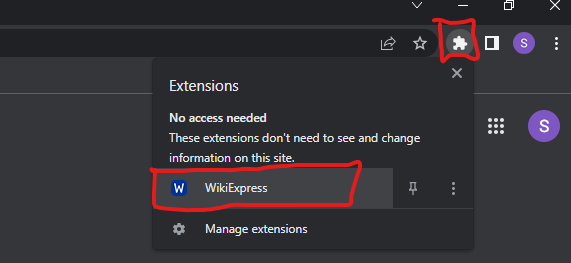 S
Extensions
No access needed
These extensions don't need to see and change
information on this site.
S
W WikiExpress
Manage extensions